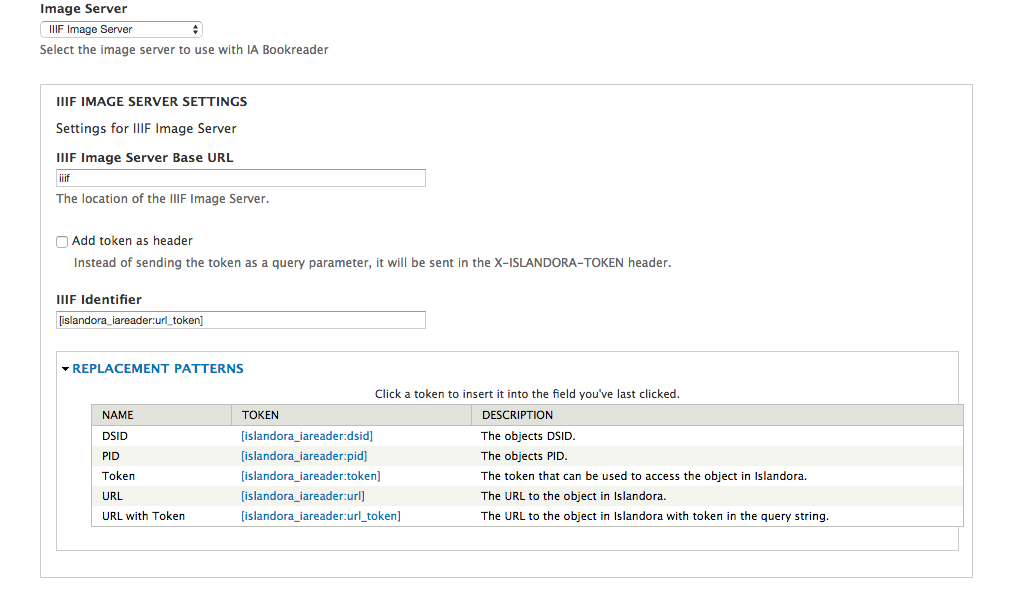 Image Server
IIIF Image Server
Select the image server to use with IA Bookreader
IIIF IMAGE SERVER SETTINGS
Settings for IIIF Image Server
IIIF Image Server Base URL
iiif
The location of the IIIF Image Server.
Add token as header
Instead of sending the token as a query parameter, it will be sent in the X-ISLANDORA-TOKEN header.
IIIF Identifier
[islandora_iareader:url_token]
REPLACEMENT PATTERNS
Click a token to insert it into the field you've last clicked.
NAME TOKEN DESCRIPTION
DSID [islandora_iareader:dsid] The objects DSID.
PID [islandora_iareader:pid] The objects PID.
Token [islandora_iareader:token] The token that can be used to access the object in Islandora.
URL [islandora_iareader:url] The URL to the object in Islandora.
URL with Token [islandora_iareader:url_token] The URL to the object in Islandora with token in the query string.